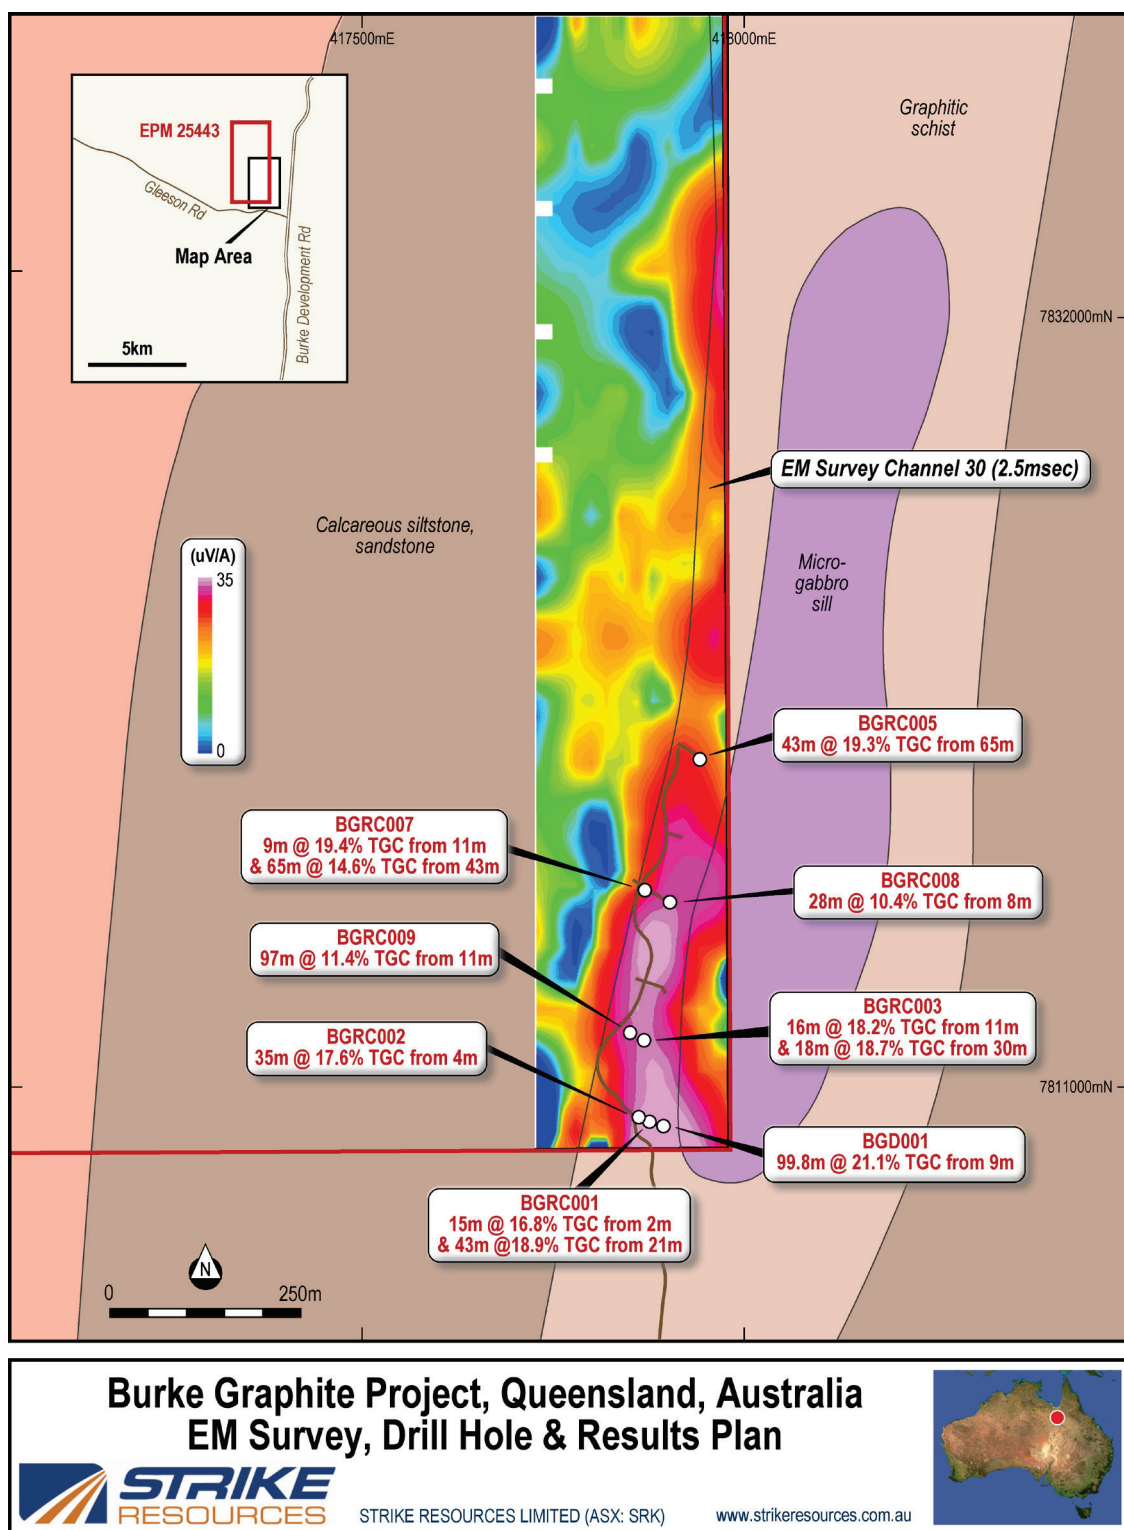 417500mE
418000mE
EPM 25443
Gleeson Rd
Map Area
Burke Development Rd
5km
Graphitic
schist
7832000mN
EM Survey Channel 30 (2.5msec)
Calcareous siltstone,
sandstone
(uV/A)
35
0
Micro-
gabbro
sill
BGRC005
43m @ 19.3% TGC from 65m
BGRC007
9m @ 19.4% TGC from 11m
& 65m @ 14.6% TGC from 43m
BGRC008
28m @ 10.4% TGC from 8m
BGRC009
97m @ 11.4% TGC from 11m
BGRC003
16m @ 18.2% TGC from 11m
& 18m @ 18.7% TGC from 30m
BGRC002
35m @ 17.6% TGC from 4m
7811000mN
BGD001
99.8m @ 21.1% TGC from 9m
BGRC001
15m @ 16.8% TGC from 2m
& 43m @18.9% TGC from 21m
N
0 250m
Burke Graphite Project, Queensland, Australia
EM Survey, Drill Hole & Results Plan
STRIKE
RESOURCES
STRIKE RESOURCES LIMITED (ASX: SRK)
www.strikeresources.com.au